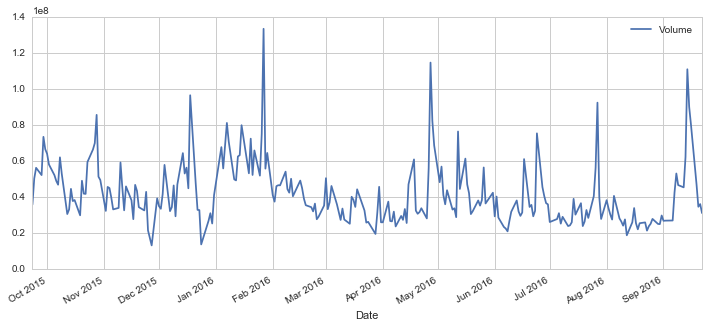 1e8
1.4
Volume
1.2
1.0
0.8
0.6
0.4
0.2
0.0
Oct 2015
Nov 2015
Dec 2015
Jan 2016
Feb 2016
Mar 2016
Apr 2016
May 2016
Jun 2016
Jul 2016
Aug 2016
Sep 2016
Date